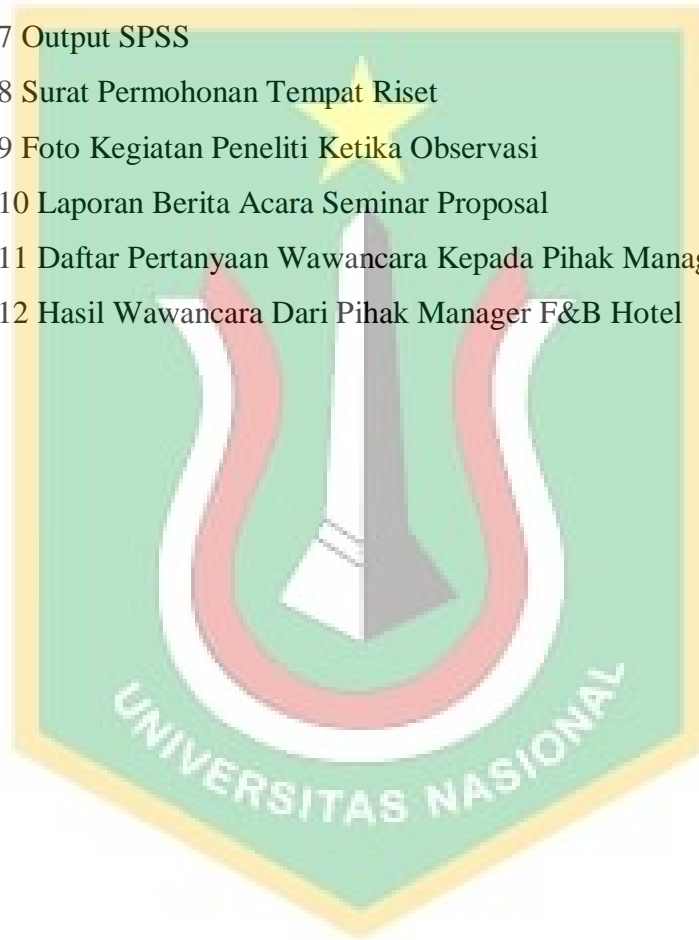 7 Output SPSS
8 Surat Permohonan Tempat Riset
9 Foto Kegiatan Peneliti Ketika Observasi
10 Laporan Berita Acara Seminar Proposal
11 Daftar Pertanyaan Wawancara Kepada Pihak
12 Hasil Wawancara Dari Pihak Manager F&B Hotel
UNIVERSITAS NASIONAL